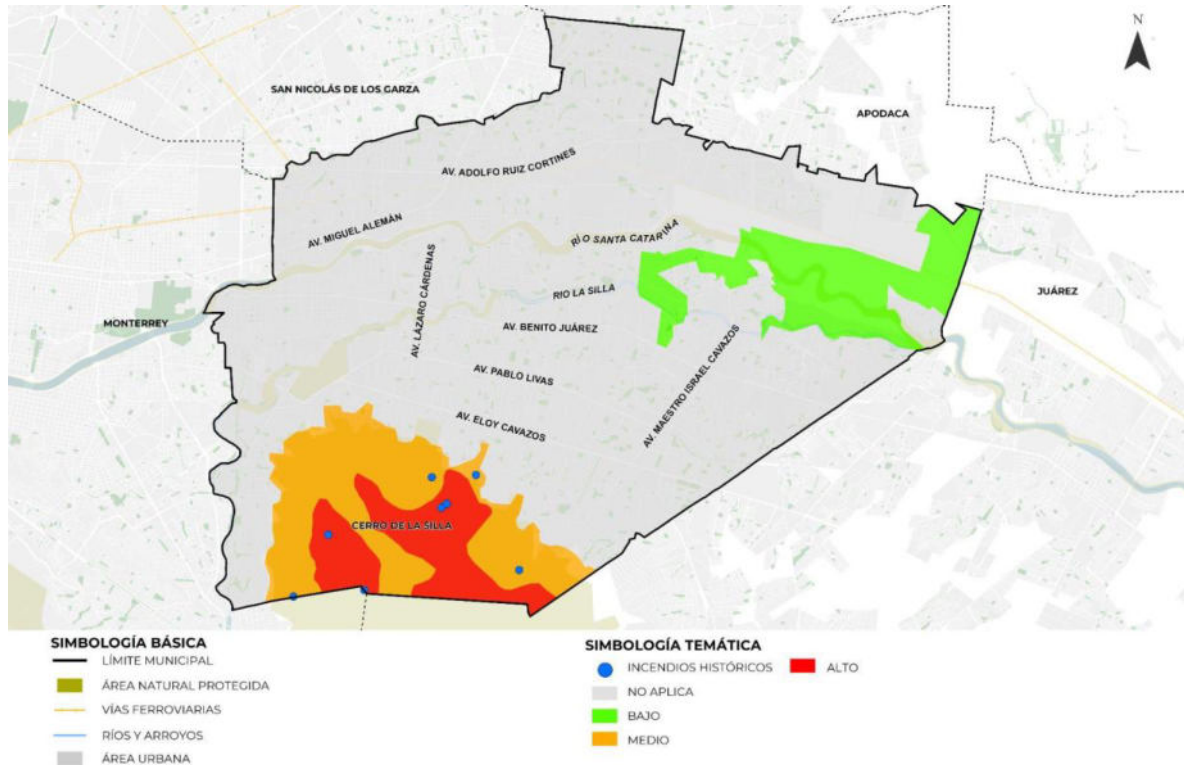 N
SAN NICOLÁS DE LOS GARZA
APODACA
AV. ADOLFO RUIZ CORTINES
AV. MIGUEL ALEMÁN
RÍO SANTA CATARINA
AV. LÁZARO CÁRDENAS
RIO LA SILLA
JUÁREZ
MONTERREY
AV. BENITO JUÁREZ
AV. MAESTRO ISRAEL CAVAZOS
AV. PABLO LIVAS
AV. ELOY CAVAZOS
CERRO DE LA SILLA
SIMBOLOGÍA BÁSICA
LÍMITE MUNICIPAL
ÁREA NATURAL PROTEGIDA
VÍAS FERROVIARIAS
RÍOS Y ARROYOS
ÁREA URBANA
SIMBOLOGÍA TEMÁTICA
INCENDIOS HISTÓRICOS
ALTO
NO APLICA
BAJO
MEDIO